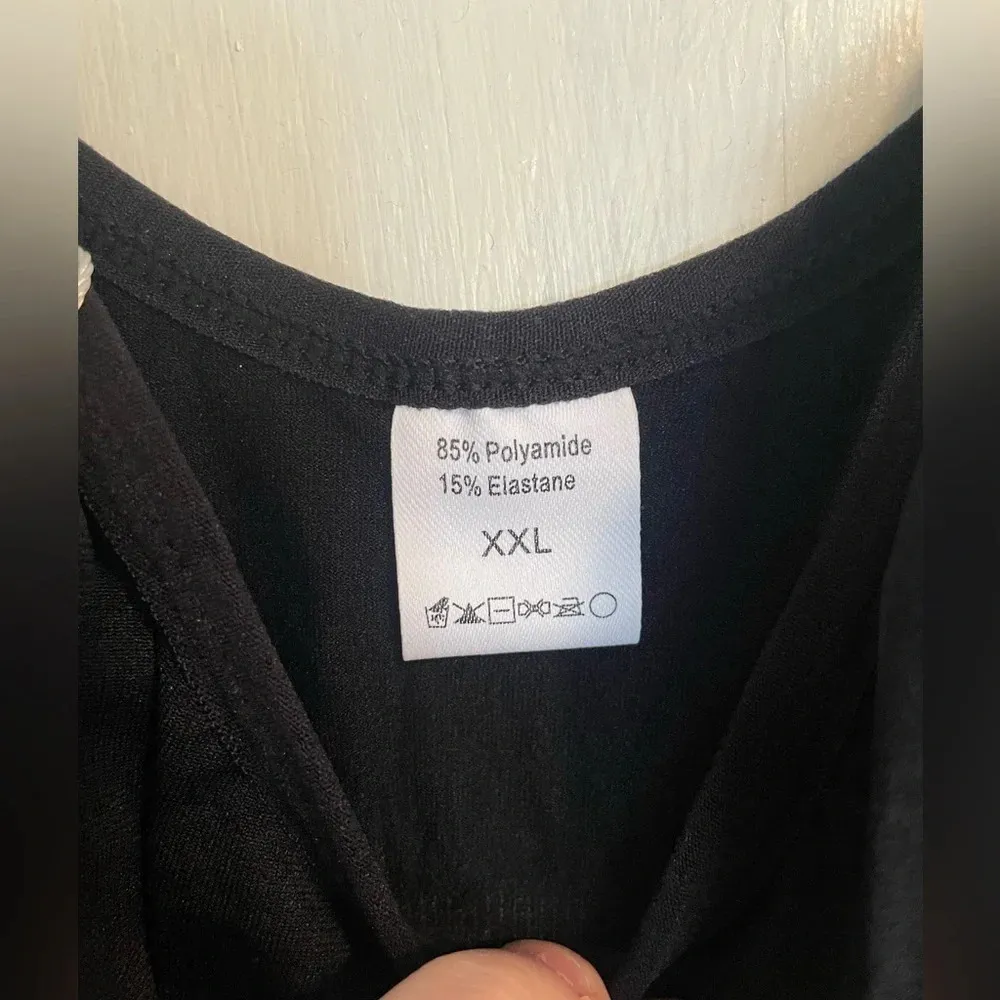 85% Polyamide
15% Elastane
XXL